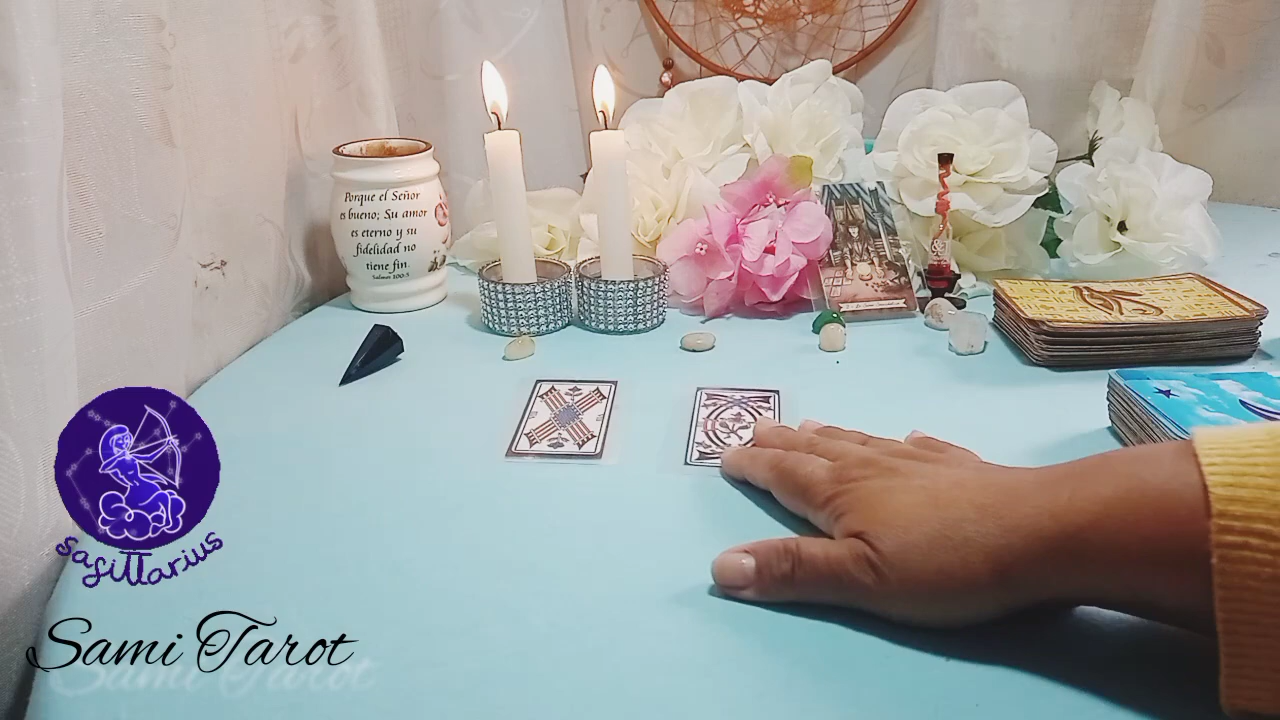 Porque el Señor
es bueno; Su amor
es eterno y su
fidelidad no
tiene fin.
Salmos 100:5
sagittarius
Sami Tarot